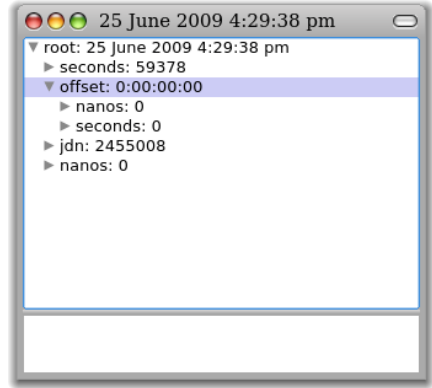 25 June 2009 4:29:38 pm
root: 25 June 2009 4:29:38 pm
seconds: 59378
offset: 0:00:00:00
nanos: 0
seconds: 0
jdn: 2455008
nanos: 0